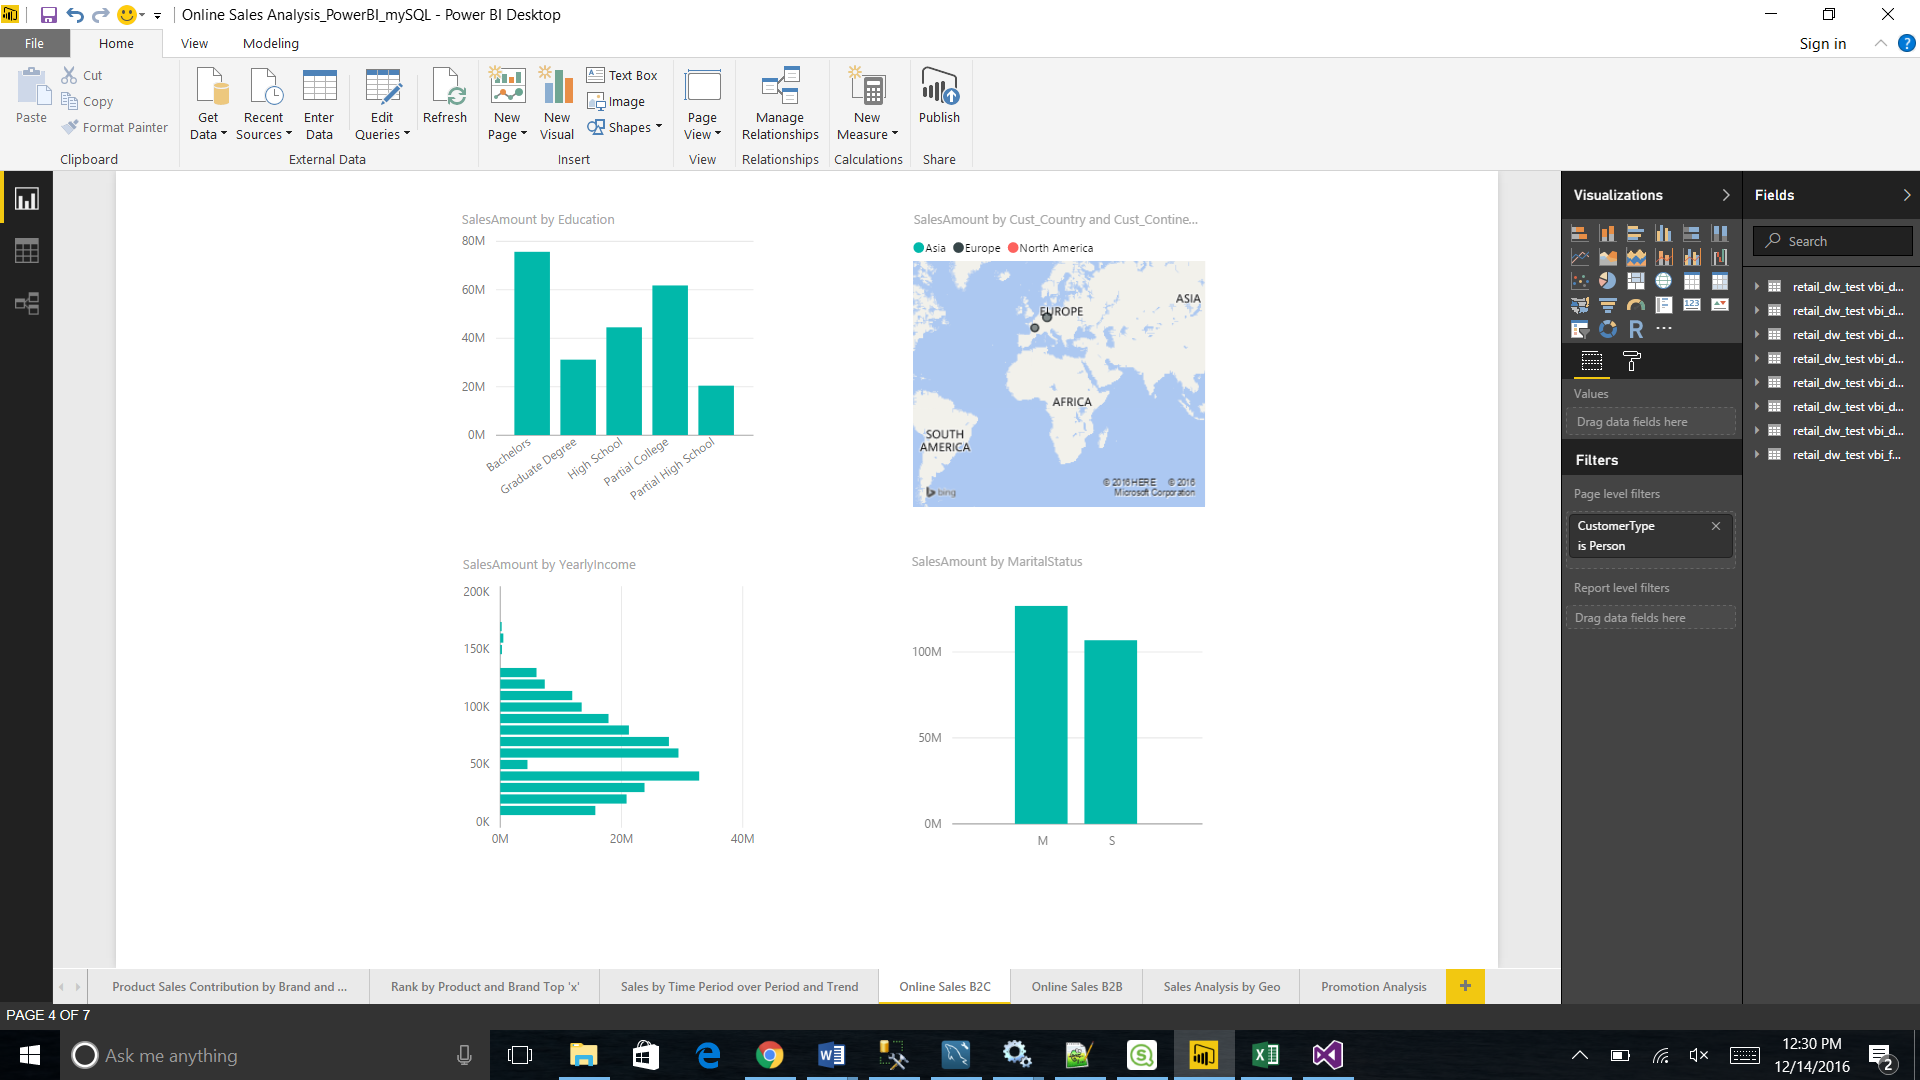 Online Sales Analysis_PowerBI_mySQL - Power BI Desktop
File
Home
View
Modeling
Sign in
?
Paste
Cut
Copy
Format Painter
Clipboard
Get
Data
Recent
Sources
Enter
Data
Edit
Queries
Refresh
External Data
New
Page
New
Visual
Text Box
Image
Shapes
Insert
Page
View
View
Manage
Relationships
Relationships
New
Measure
Calculations
Publish
Share
SalesAmount by Education
80M
60M
40M
20M
0M
Bachelors
Graduate Degree
High School
Partial College
Partial High School
SalesAmount by Cust_Country and Cust_Contine...
Asia
Europe
North America
ASIA
EUROPE
AFRICA
SOUTH
AMERICA
bing
© 2016 HERE © 2016
Microsoft Corporation
SalesAmount by YearlyIncome
200K
150K
100K
50K
0K
0M
20M
40M
SalesAmount by MaritalStatus
100M
50M
0M
M
S
Visualizations
123
R
...
Values
Drag data fields here
Filters
Page level filters
CustomerType
is Person
Report level filters
Drag data fields here
Fields
Search
retail_dw_test vbi_d...
retail_dw_test vbi_d...
retail_dw_test vbi_d...
retail_dw_test vbi_d...
retail_dw_test vbi_d...
retail_dw_test vbi_d...
retail_dw_test vbi_d...
retail_dw_test vbi_f...
Product Sales Contribution by Brand and ...
Rank by Product and Brand Top 'x'
Sales by Time Period over Period and Trend
Online Sales B2C
Online Sales B2B
Sales Analysis by Geo
Promotion Analysis
+
PAGE 4 OF 7
Ask me anything
12:30 PM
12/14/2016
2